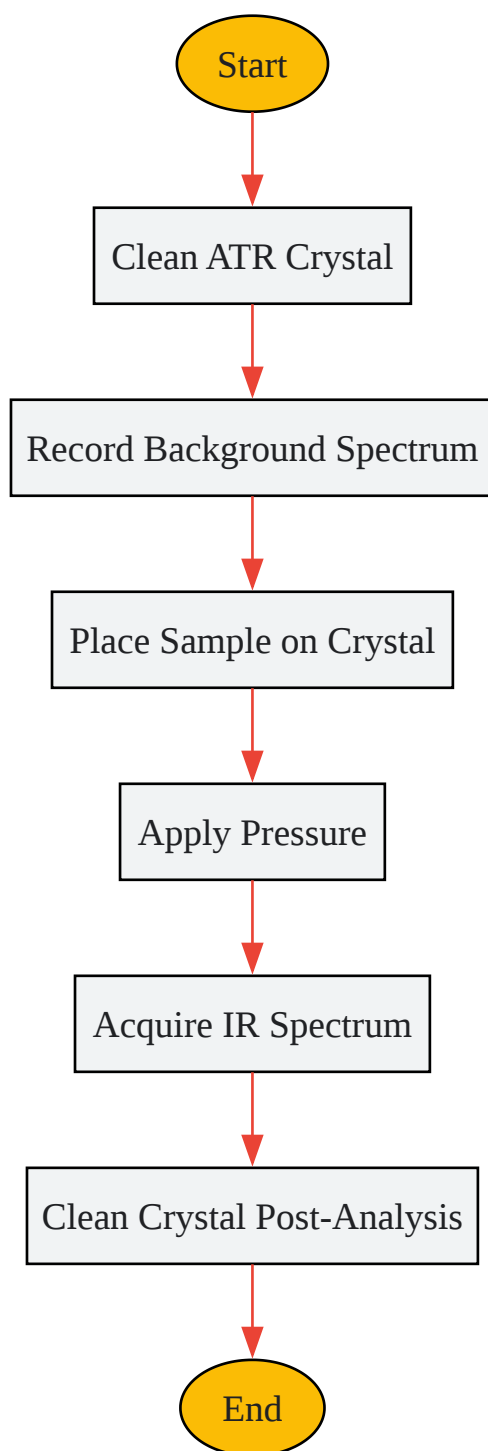 Start
Clean ATR Crystal
Record Background Spectrum
Place Sample on Crystal
Apply Pressure
Acquire IR Spectrum
Clean Crystal Post-Analysis
End